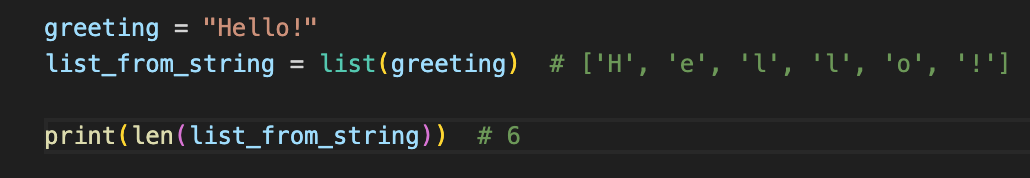 greeting = "Hello!"
list_from_string = list(greeting)  # ['H', 'e', 'l', 'l', 'o', '!']
print(len(list_from_string))  # 6